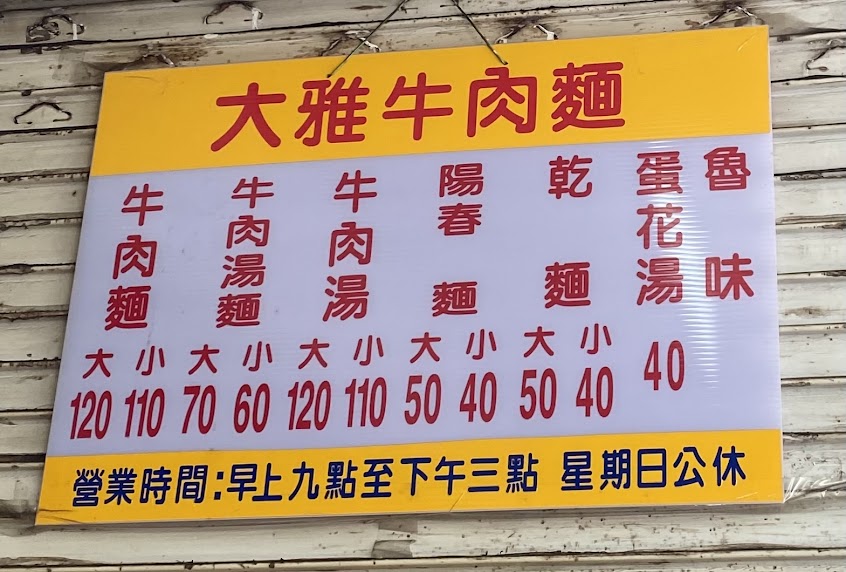 大雅牛肉麵
牛肉麵
大 小
120 110
牛肉湯麵
大 小
70 60
牛肉湯
大 小
120 110
陽春麵
大 小
50 40
乾麵
大 小
50 40
蛋花湯
40
魯味
營業時間:早上九點至下午三點 星期日公休